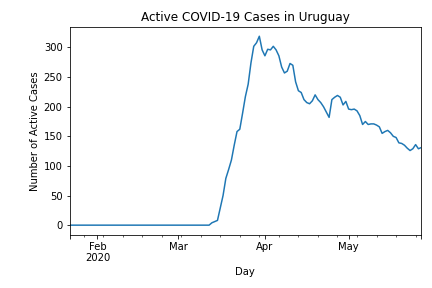 Active COVID-19 Cases in Uruguay
Number of Active Cases
300
250
200
150
100
50
0
Feb Mar Apr May
2020
Day